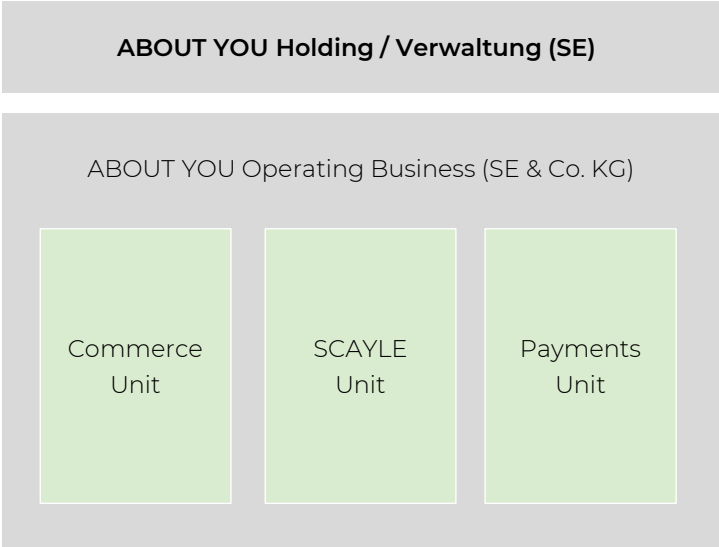 ABOUT YOU Holding / Verwaltung (SE)
ABOUT YOU Operating Business (SE & Co. KG)
Commerce
Unit
SCAYLE
Unit
Payments
Unit